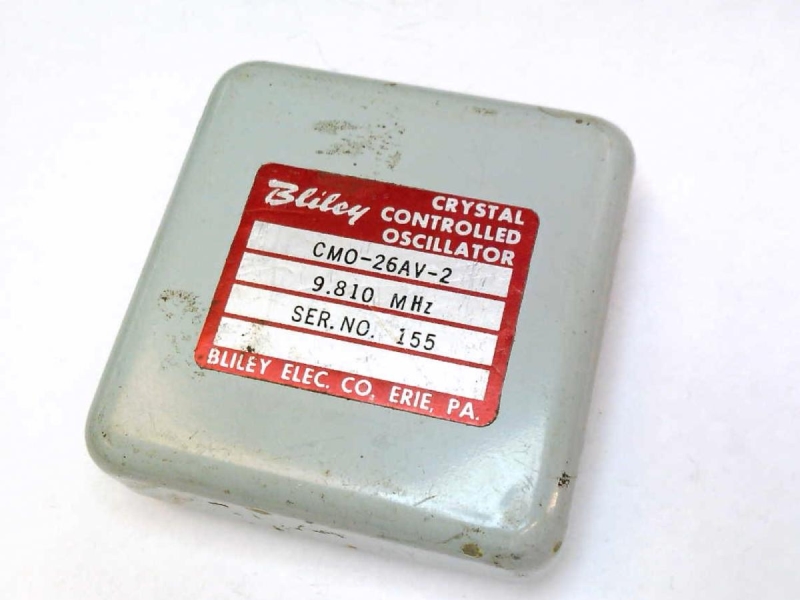 Bliley
CRYSTAL
CONTROLLED
OSCILLATOR
CMO-26AV-2
9.810 MHz
SER. NO. 155
BLILEY ELEC. CO. ERIE, PA.